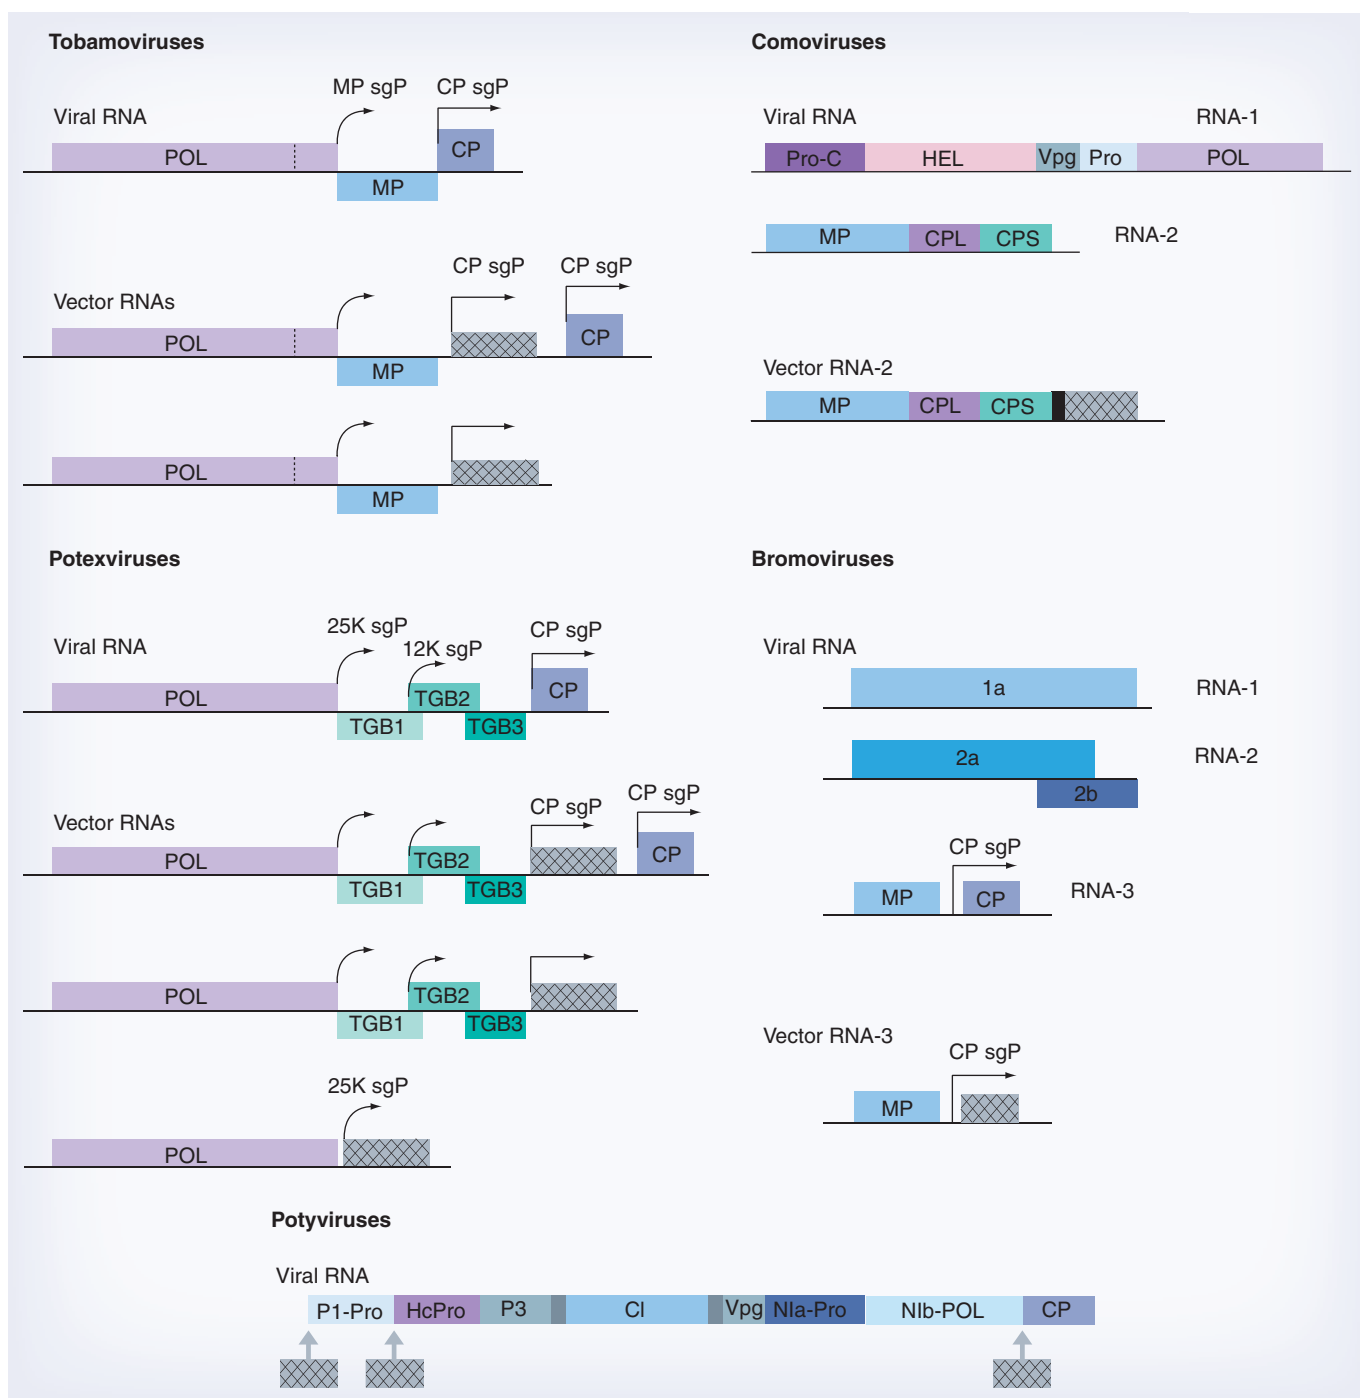 Tobamoviruses
MP sgP CP sgP
Viral RNA
POL CP
MP
CP sgP CP sgP
Vector RNAs
POL CP
MP
POL
MP
Comoviruses
Viral RNA RNA-1
Pro-C HEL Vpg Pro POL
MP CPL CPS RNA-2
Vector RNA-2
MP CPL CPS
Potexviruses
25K sgP CP sgP
Viral RNA 12K sgP
POL TGB2 CP
TGB1 TGB3
CP sgP CP sgP
Vector RNAs
POL TGB2 CP
TGB1 TGB3
POL TGB2
TGB1 TGB3
25K sgP
POL
Bromoviruses
Viral RNA
1a RNA-1
2a RNA-2
2b
CP sgP
MP CP RNA-3
Vector RNA-3
CP sgP
MP
Potyviruses
Viral RNA
P1-Pro HcPro P3 CI Vpg NIa-Pro NIb-POL CP